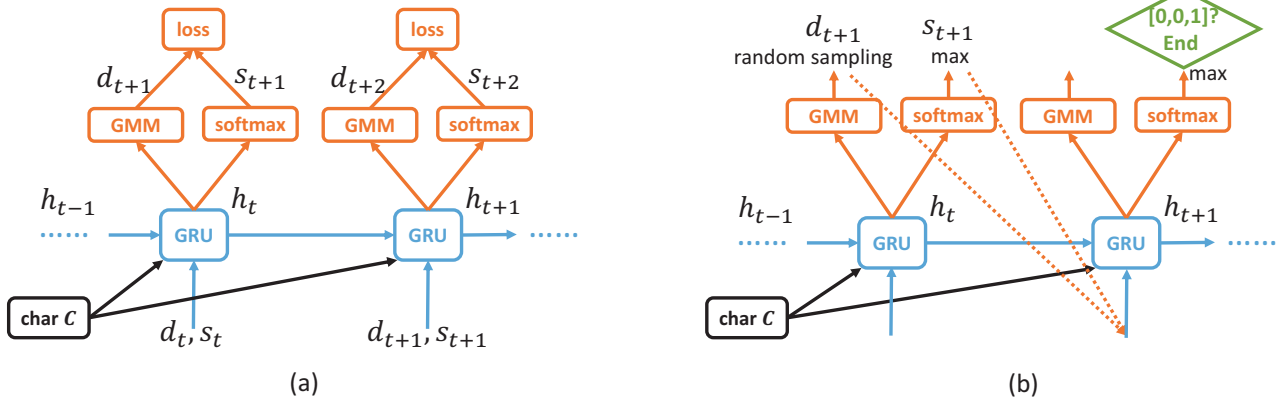 loss
loss
d_{t+1}
s_{t+1}
d_{t+2}
s_{t+2}
GMM
softmax
GMM
softmax
h_{t-1}
h_t
h_{t+1}
......
GRU
GRU
......
char C
d_t, s_t
d_{t+1}, s_{t+1}
(a)
[0,0,1]?
End
d_{t+1}
random sampling
s_{t+1}
max
max
GMM
softmax
GMM
softmax
h_{t-1}
h_t
h_{t+1}
......
GRU
GRU
......
char C
(b)